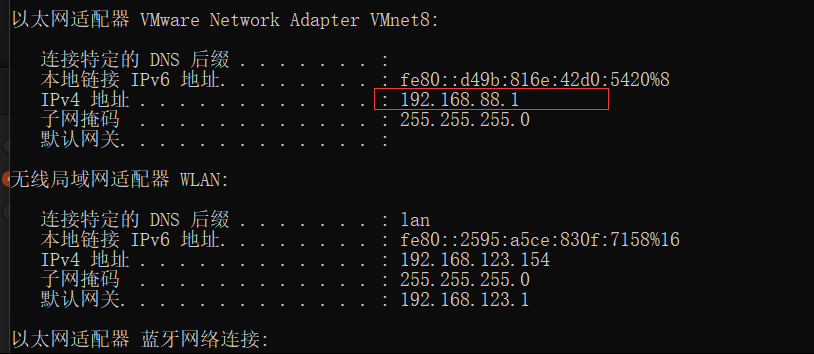 以太网适配器 VMware Network Adapter VMnet8:
连接特定的 DNS 后缀 . . . . . . . :
本地链接 IPv6 地址. . . . . . . . : fe80::d49b:816e:42d0:5420%8
IPv4 地址 . . . . . . . . . . . . : 192.168.88.1
子网掩码  . . . . . . . . . . . . : 255.255.255.0
默认网关. . . . . . . . . . . . . :
无线局域网适配器 WLAN:
连接特定的 DNS 后缀 . . . . . . . : lan
本地链接 IPv6 地址. . . . . . . . : fe80::2595:a5ce:830f:7158%16
IPv4 地址 . . . . . . . . . . . . : 192.168.123.154
子网掩码  . . . . . . . . . . . . : 255.255.255.0
默认网关. . . . . . . . . . . . . : 192.168.123.1
以太网适配器 蓝牙网络连接: